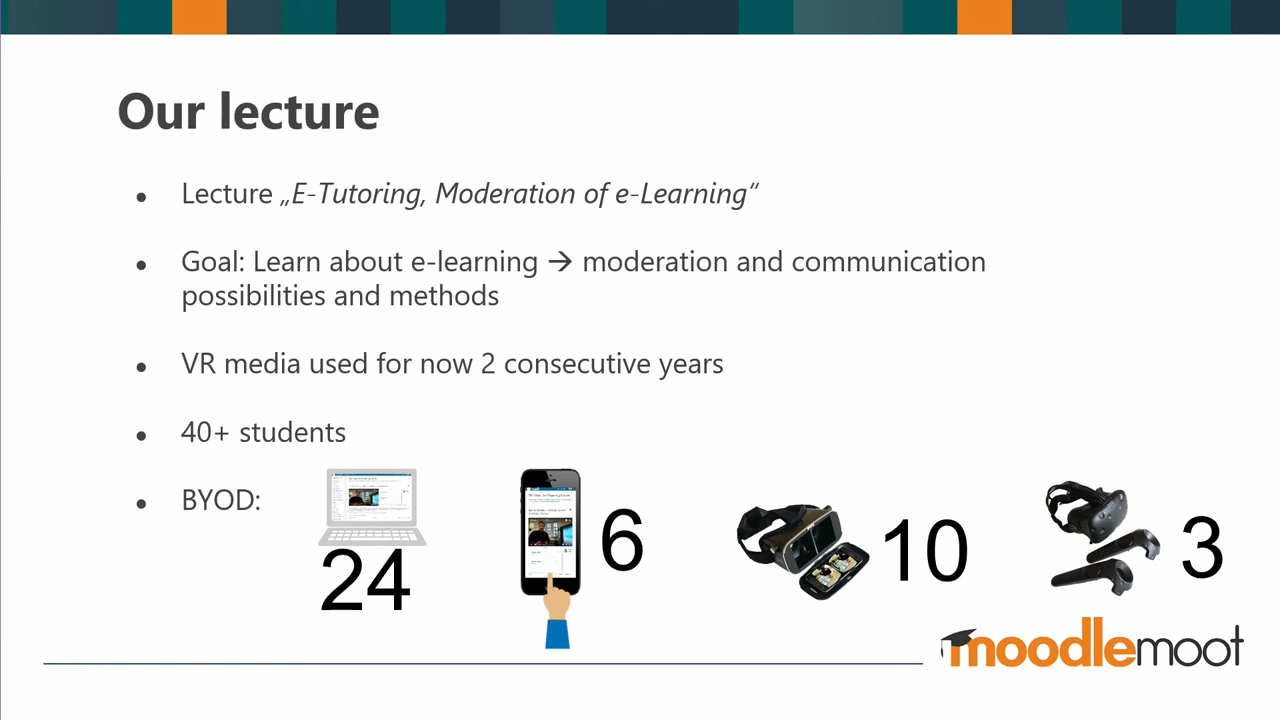 Our lecture
Lecture „E-Tutoring, Moderation of e-Learning“
Goal: Learn about e-learning → moderation and communication
possibilities and methods
VR media used for now 2 consecutive years
40+ students
BYOD:
24
6
10
3
moodlemoot